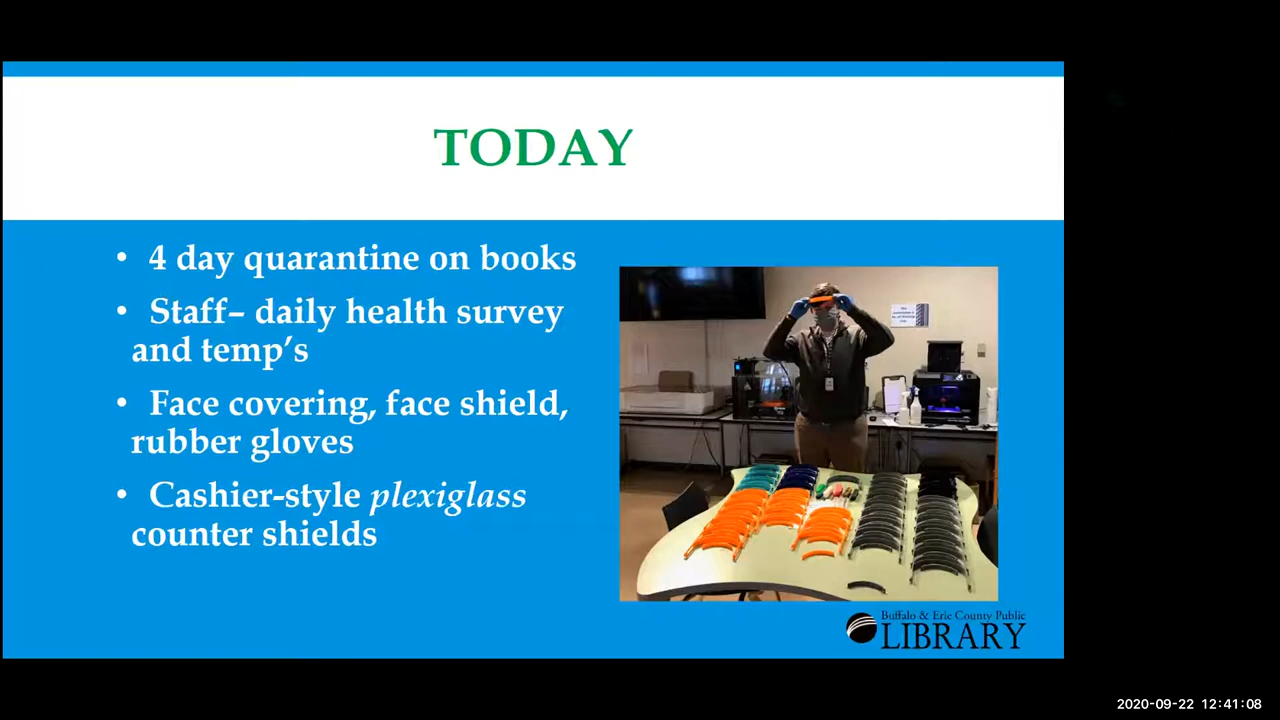 TODAY
• 4 day quarantine on books
• Staff– daily health survey
and temp's
• Face covering, face shield,
rubber gloves
• Cashier-style plexiglass
counter shields
Buffalo & Erie County Public
LIBRARY
2020-09-22 12:41:08